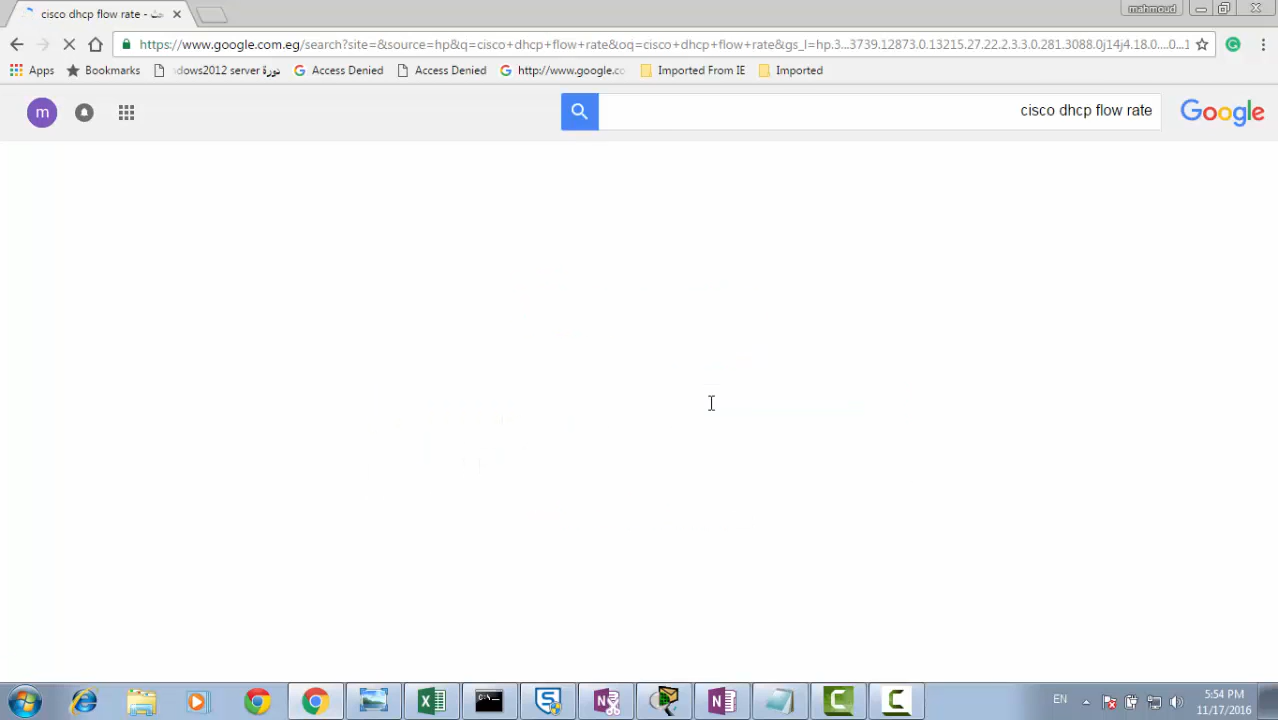 cisco dhcp flow rate - بحث
mahmoud
https://www.google.com.eg/search?site=&source=hp&q=cisco+dhcp+flow+rate&oq=cisco+dhcp+flow+rate&gs_l=hp.3...3739.12873.0.13215.27.22.2.3.3.0.281.3088.0j14j4.18.0....0...1
Apps Bookmarks dows2012 server دورة Access Denied Access Denied http://www.google.co Imported From IE Imported
m cisco dhcp flow rate Google
EN 5:54 PM
11/17/2016